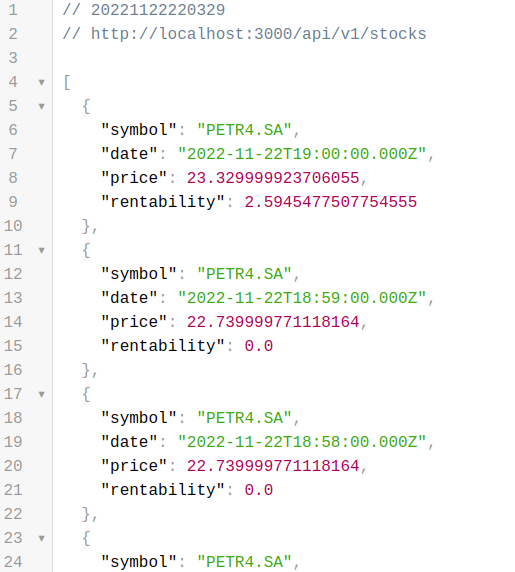 1 // 20221122220329
2 // http://localhost:3000/api/v1/stocks
3
4 [
5 {
6 "symbol": "PETR4.SA",
7 "date": "2022-11-22T19:00:00.000Z",
8 "price": 23.329999923706055,
9 "rentability": 2.5945477507754555
10 },
11 {
12 "symbol": "PETR4.SA",
13 "date": "2022-11-22T18:59:00.000Z",
14 "price": 22.739999771118164,
15 "rentability": 0.0
16 },
17 {
18 "symbol": "PETR4.SA",
19 "date": "2022-11-22T18:58:00.000Z",
20 "price": 22.739999771118164,
21 "rentability": 0.0
22 },
23 {
24 "symbol": "PETR4.SA",